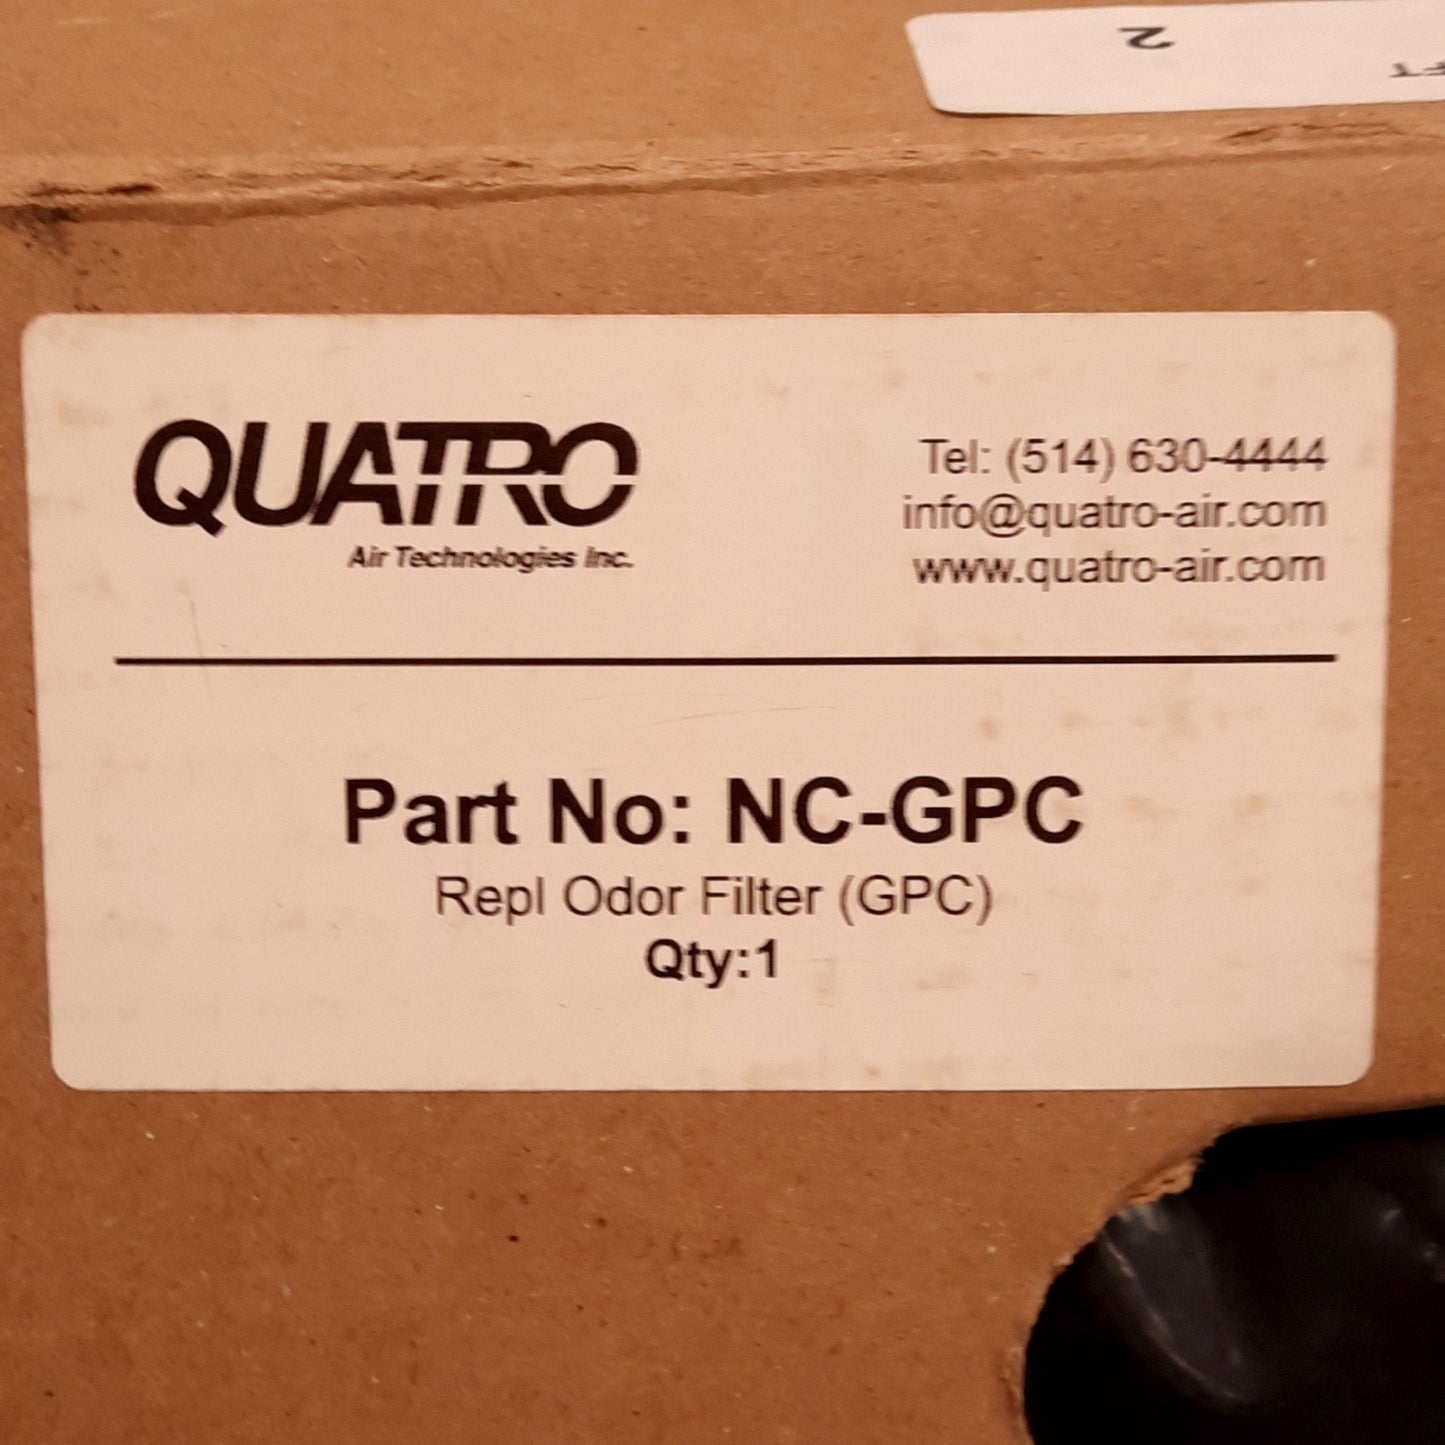 2
QUATRO
Air Technologies Inc.
Tel: (514) 630-4444
info@quatro-air.com
www.quatro-air.com
Part No: NC-GPC
Repl Odor Filter (GPC)
Qty:1